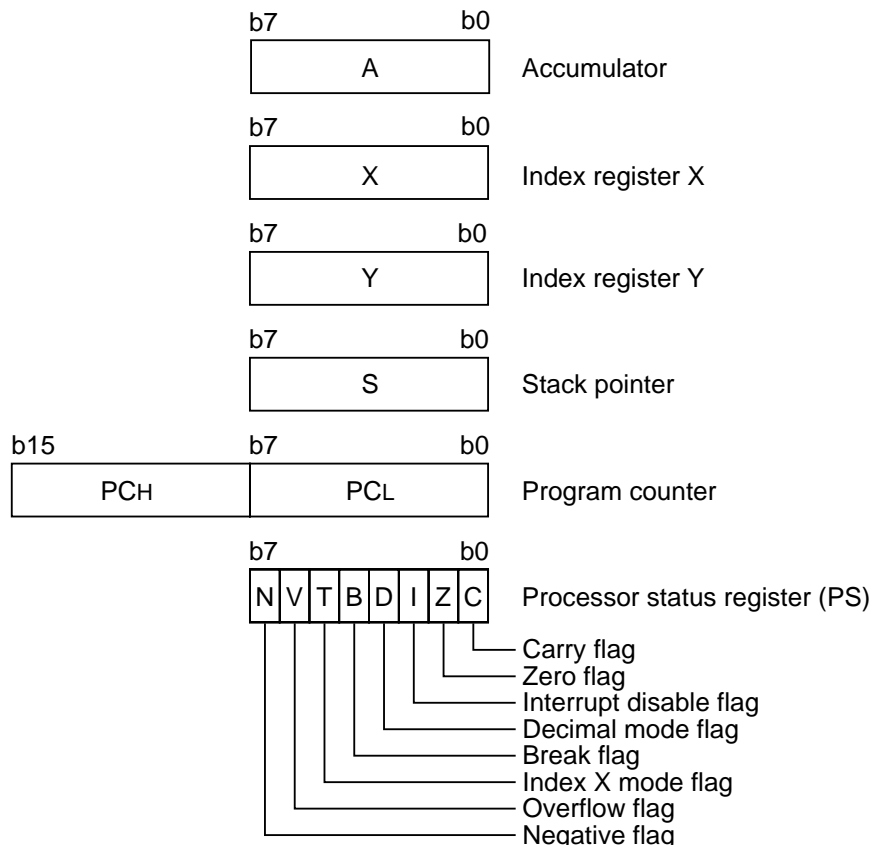 b7 b0
A Accumulator
b7 b0
X Index register X
b7 b0
Y Index register Y
b7 b0
S Stack pointer
b15 b7 b0
PCH PCL Program counter
b7 b0
N V T B D I Z C Processor status register (PS)
Carry flag
Zero flag
Interrupt disable flag
Decimal mode flag
Break flag
Index X mode flag
Overflow flag
Negative flag